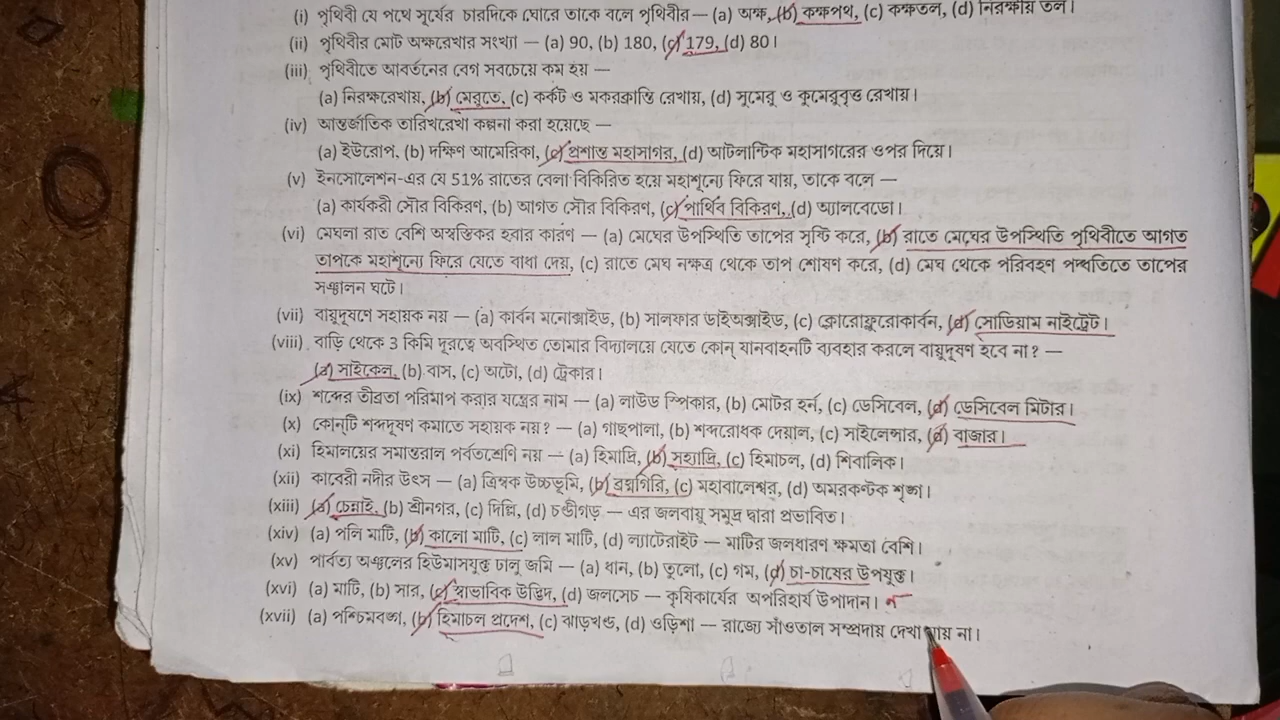 (i) পৃথিবী যে পথে সূর্যের চারদিকে ঘোরে তাকে বলে পৃথিবীর — (a) অক্ষ, (b) কক্ষপথ, (c) কক্ষতল, (d) নিরক্ষীয় তল।
(ii) পৃথিবীর মোট অক্ষরেখার সংখ্যা — (a) 90, (b) 180, (c) 179, (d) 80।
(iii) পৃথিবীতে আবর্তনের বেগ সবচেয়ে কম হয় —
(a) নিরক্ষরেখায়, (b) মেরুতে, (c) কর্কট ও মকরক্রান্তি রেখায়, (d) সুমেরু ও কুমেরুবৃত্ত রেখায়।
(iv) আন্তর্জাতিক তারিখরেখা কল্পনা করা হয়েছে —
(a) ইউরোপ, (b) দক্ষিণ আমেরিকা, (c) প্রশান্ত মহাসাগর, (d) আটলান্টিক মহাসাগরের ওপর দিয়ে।
(v) ইনসোলেশন-এর যে 51% রাতের বেলা বিকিরিত হয়ে মহাশূন্যে ফিরে যায়, তাকে বলে —
(a) কার্যকরী সৌর বিকিরণ, (b) আগত সৌর বিকিরণ, (c) পার্থিব বিকিরণ, (d) অ্যালবেডো।
(vi) মেঘলা রাত বেশি অস্বস্তিকর হবার কারণ — (a) মেঘের উপস্থিতি তাপের সৃষ্টি করে, (b) রাতে মেঘের উপস্থিতি পৃথিবীতে আগত
তাপকে মহাশূন্যে ফিরে যেতে বাধা দেয়, (c) রাতে মেঘ নক্ষত্র থেকে তাপ শোষণ করে, (d) মেঘ থেকে পরিবহণ পদ্ধতিতে তাপের
সঞ্চালন ঘটে।
(vii) বায়ুদূষণে সহায়ক নয় — (a) কার্বন মনোক্সাইড, (b) সালফার ডাইঅক্সাইড, (c) ক্লোরোফ্লুরোকার্বন, (d) সোডিয়াম নাইট্রেট।
(viii) বাড়ি থেকে 3 কিমি দূরত্বে অবস্থিত তোমার বিদ্যালয়ে যেতে কোন্ যানবাহনটি ব্যবহার করলে বায়ুদূষণ হবে না? —
(a) সাইকেল, (b) বাস, (c) অটো, (d) ট্রেকার।
(ix) শব্দের তীব্রতা পরিমাপ করার যন্ত্রের নাম — (a) লাউড স্পিকার, (b) মোটর হর্ন, (c) ডেসিবেল, (d) ডেসিবেল মিটার।
(x) কোন্‌টি শব্দদূষণ কমাতে সহায়ক নয়? — (a) গাছপালা, (b) শব্দরোধক দেয়াল, (c) সাইলেন্সার, (d) বাজার।
(xi) হিমালয়ের সমান্তরাল পর্বতশ্রেণি নয় — (a) হিমাদ্রি, (b) সহ্যাদ্রি, (c) হিমাচল, (d) শিবালিক।
(xii) কাবেরী নদীর উৎস — (a) ত্রিম্বক উচ্চভূমি, (b) ব্রহ্মগিরি, (c) মহাবালেশ্বর, (d) অমরকণ্টক শৃঙ্গ।
(xiii) (a) চেন্নাই, (b) শ্রীনগর, (c) দিল্লি, (d) চণ্ডীগড় — এর জলবায়ু সমুদ্র দ্বারা প্রভাবিত।
(xiv) (a) পলি মাটি, (b) কালো মাটি, (c) লাল মাটি, (d) ল্যাটেরাইট — মাটির জলধারণ ক্ষমতা বেশি।
(xv) পার্বত্য অঞ্চলের হিউমাসযুক্ত ঢালু জমি — (a) ধান, (b) তুলো, (c) গম, (d) চা-চাষের উপযুক্ত।
(xvi) (a) মাটি, (b) সার, (c) স্বাভাবিক উদ্ভিদ, (d) জলসেচ — কৃষিকার্যের অপরিহার্য উপাদান।
(xvii) (a) পশ্চিমবঙ্গ, (b) হিমাচল প্রদেশ, (c) ঝাড়খণ্ড, (d) ওড়িশা — রাজ্যে সাঁওতাল সম্প্রদায় দেখা যায় না।